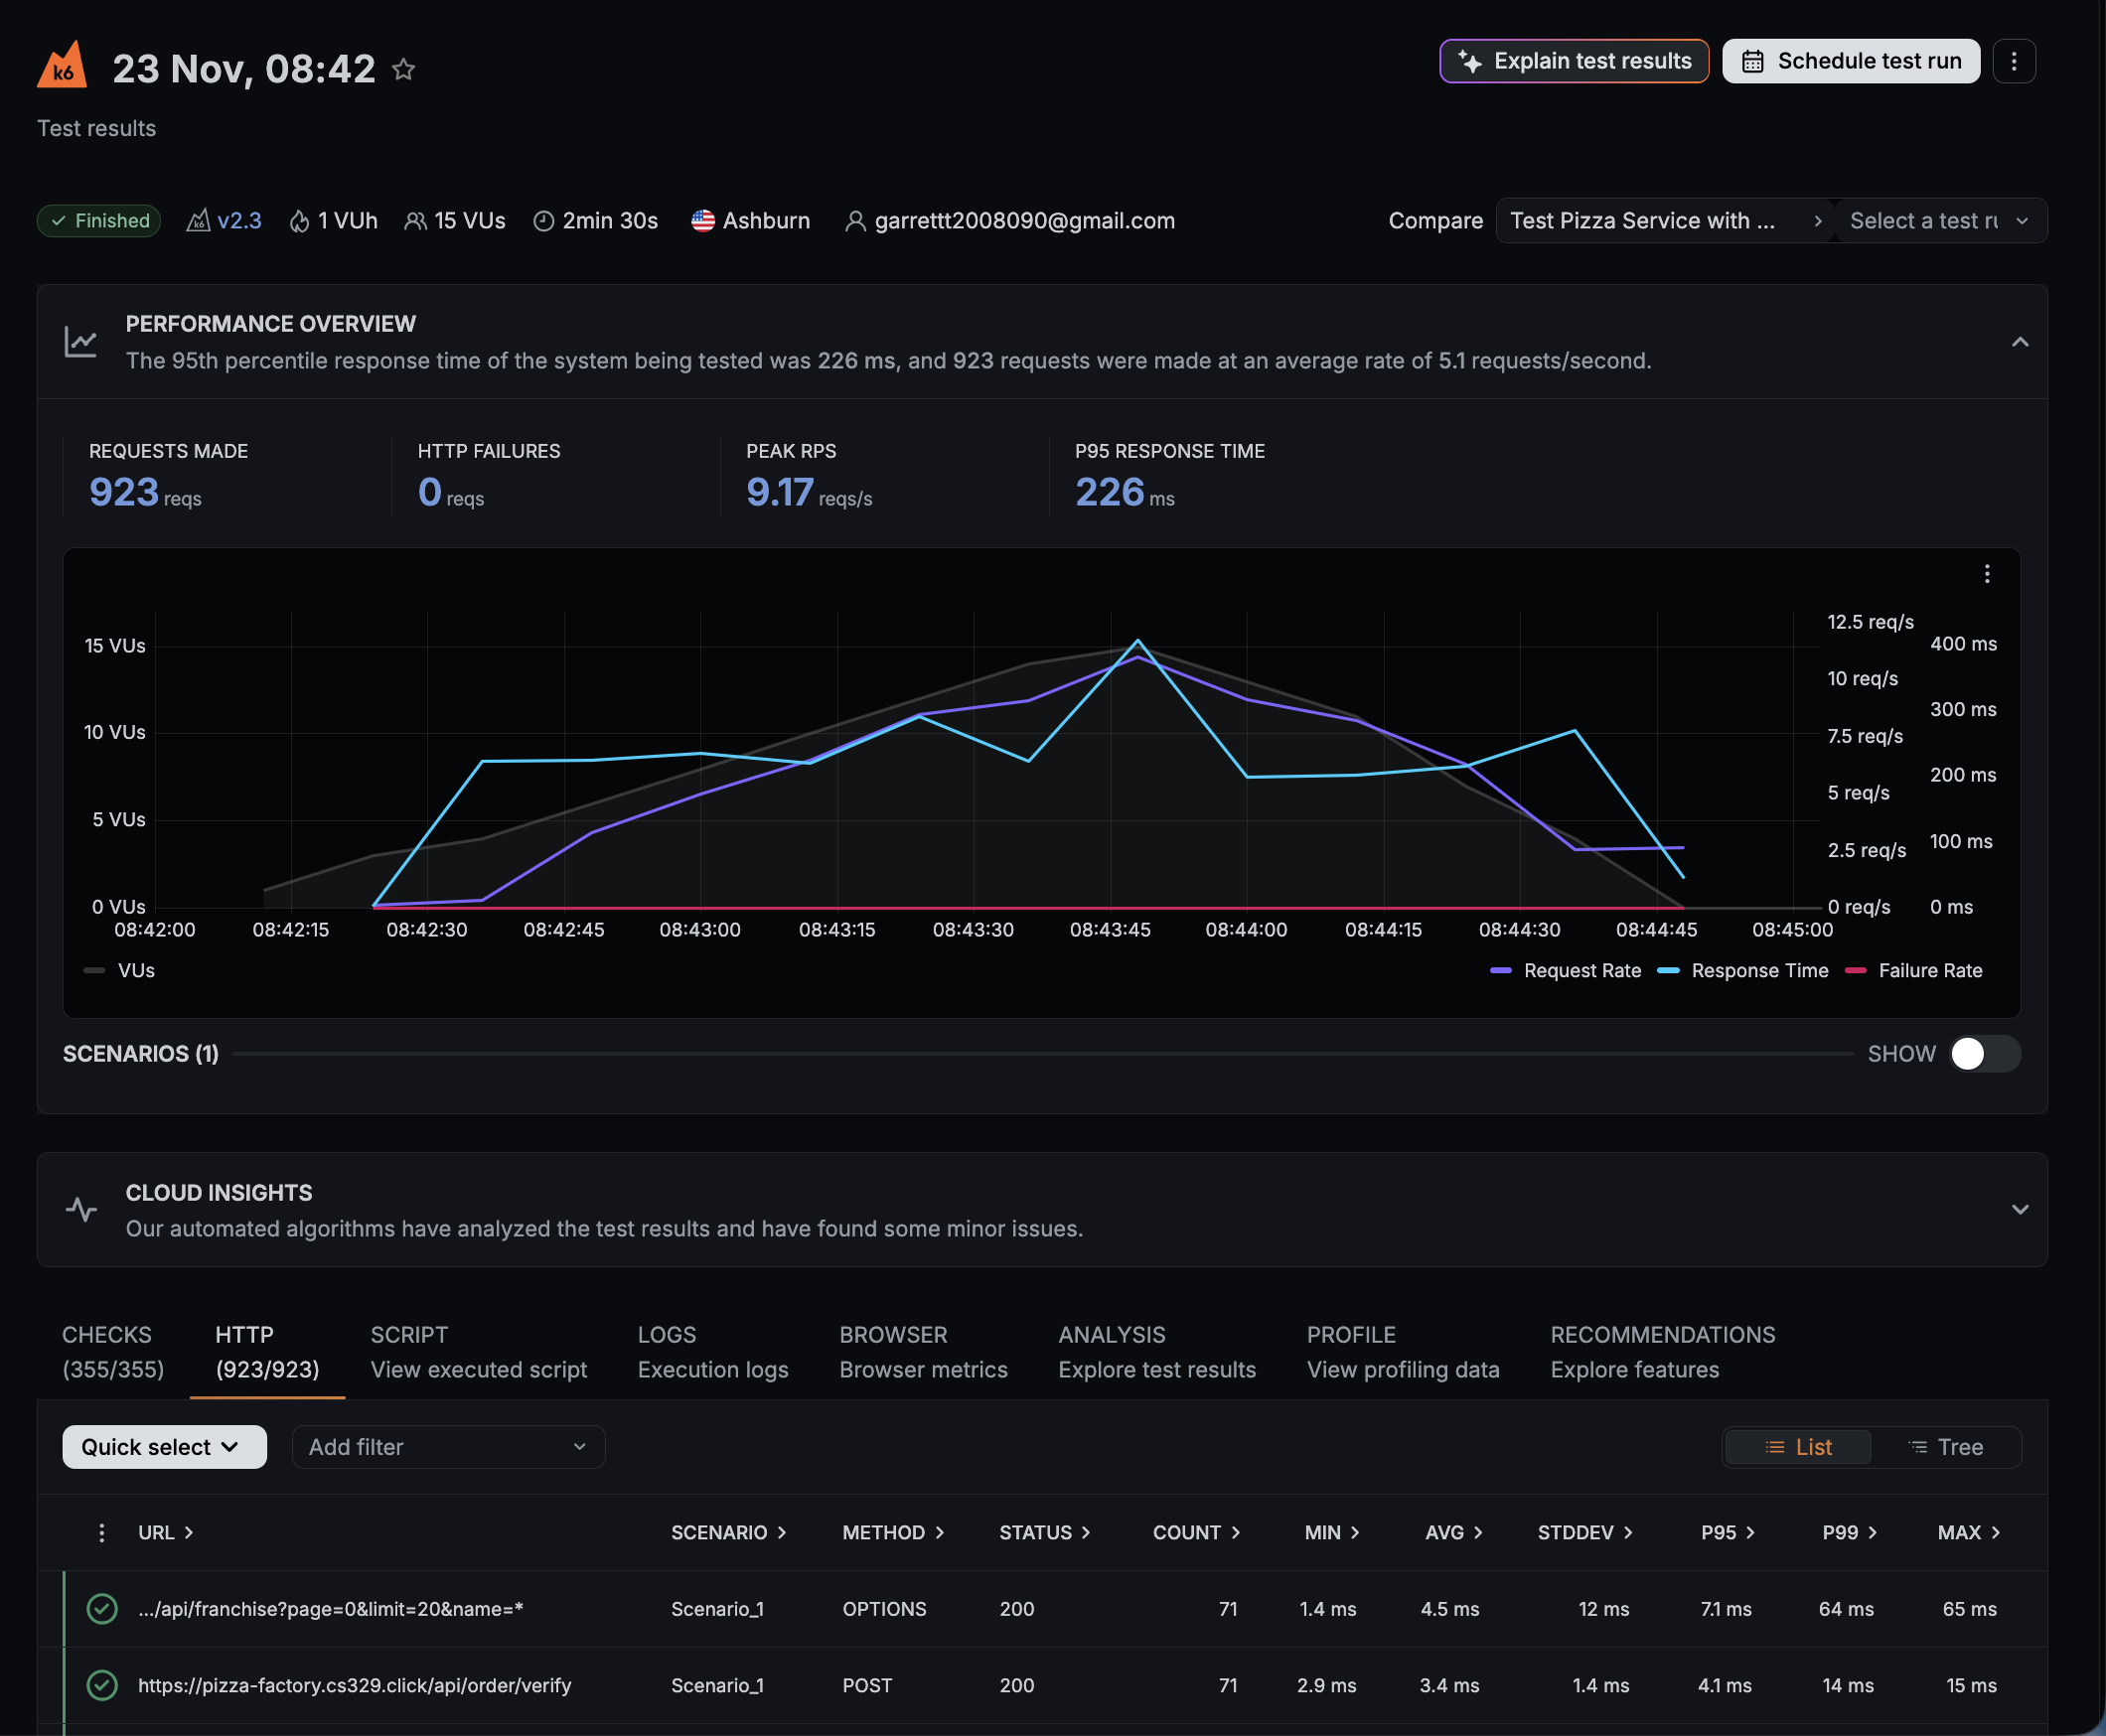 k6 23 Nov, 08:42
Explain test results
Schedule test run
Test results
Finished
k6 v2.3
1 VUh
15 VUs
2min 30s
Ashburn
garrettt2008090@gmail.com
Compare
Test Pizza Service with ...
Select a test ru
PERFORMANCE OVERVIEW
The 95th percentile response time of the system being tested was 226 ms, and 923 requests were made at an average rate of 5.1 requests/second.
REQUESTS MADE
923 reqs
HTTP FAILURES
0 reqs
PEAK RPS
9.17 reqs/s
P95 RESPONSE TIME
226 ms
15 VUs
10 VUs
5 VUs
0 VUs
12.5 req/s
10 req/s
7.5 req/s
5 req/s
2.5 req/s
0 req/s
400 ms
300 ms
200 ms
100 ms
0 ms
08:42:00 08:42:15 08:42:30 08:42:45 08:43:00 08:43:15 08:43:30 08:43:45 08:44:00 08:44:15 08:44:30 08:44:45 08:45:00
VUs
Request Rate Response Time Failure Rate
SCENARIOS (1)
SHOW
CLOUD INSIGHTS
Our automated algorithms have analyzed the test results and have found some minor issues.
CHECKS
(355/355)
HTTP
(923/923)
SCRIPT
View executed script
LOGS
Execution logs
BROWSER
Browser metrics
ANALYSIS
Explore test results
PROFILE
View profiling data
RECOMMENDATIONS
Explore features
Quick select
Add filter
List
Tree
URL SCENARIO METHOD STATUS COUNT MIN AVG STDDEV P95 P99 MAX
.../api/franchise?page=0&limit=20&name=* Scenario_1 OPTIONS 200 71 1.4 ms 4.5 ms 12 ms 7.1 ms 64 ms 65 ms
https://pizza-factory.cs329.click/api/order/verify Scenario_1 POST 200 71 2.9 ms 3.4 ms 1.4 ms 4.1 ms 14 ms 15 ms